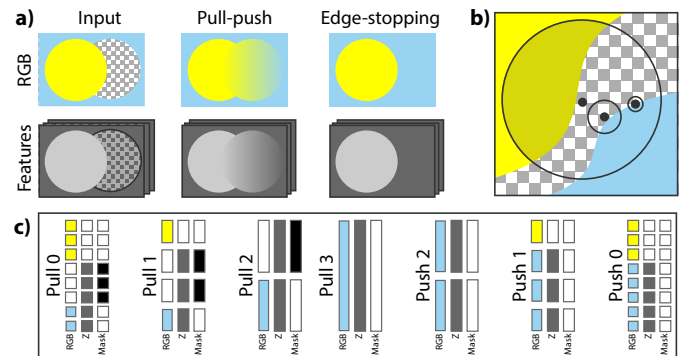 a)
Input
Pull-push
Edge-stopping
b)
RGB
Features
c)
Pull 0
Pull 1
Pull 2
Pull 3
Push 2
Push 1
Push 0
RGB
Z
Mask
RGB
Z
Mask
RGB
Z
Mask
RGB
Z
Mask
RGB
Z
Mask
RGB
Z
Mask
RGB
Z
Mask